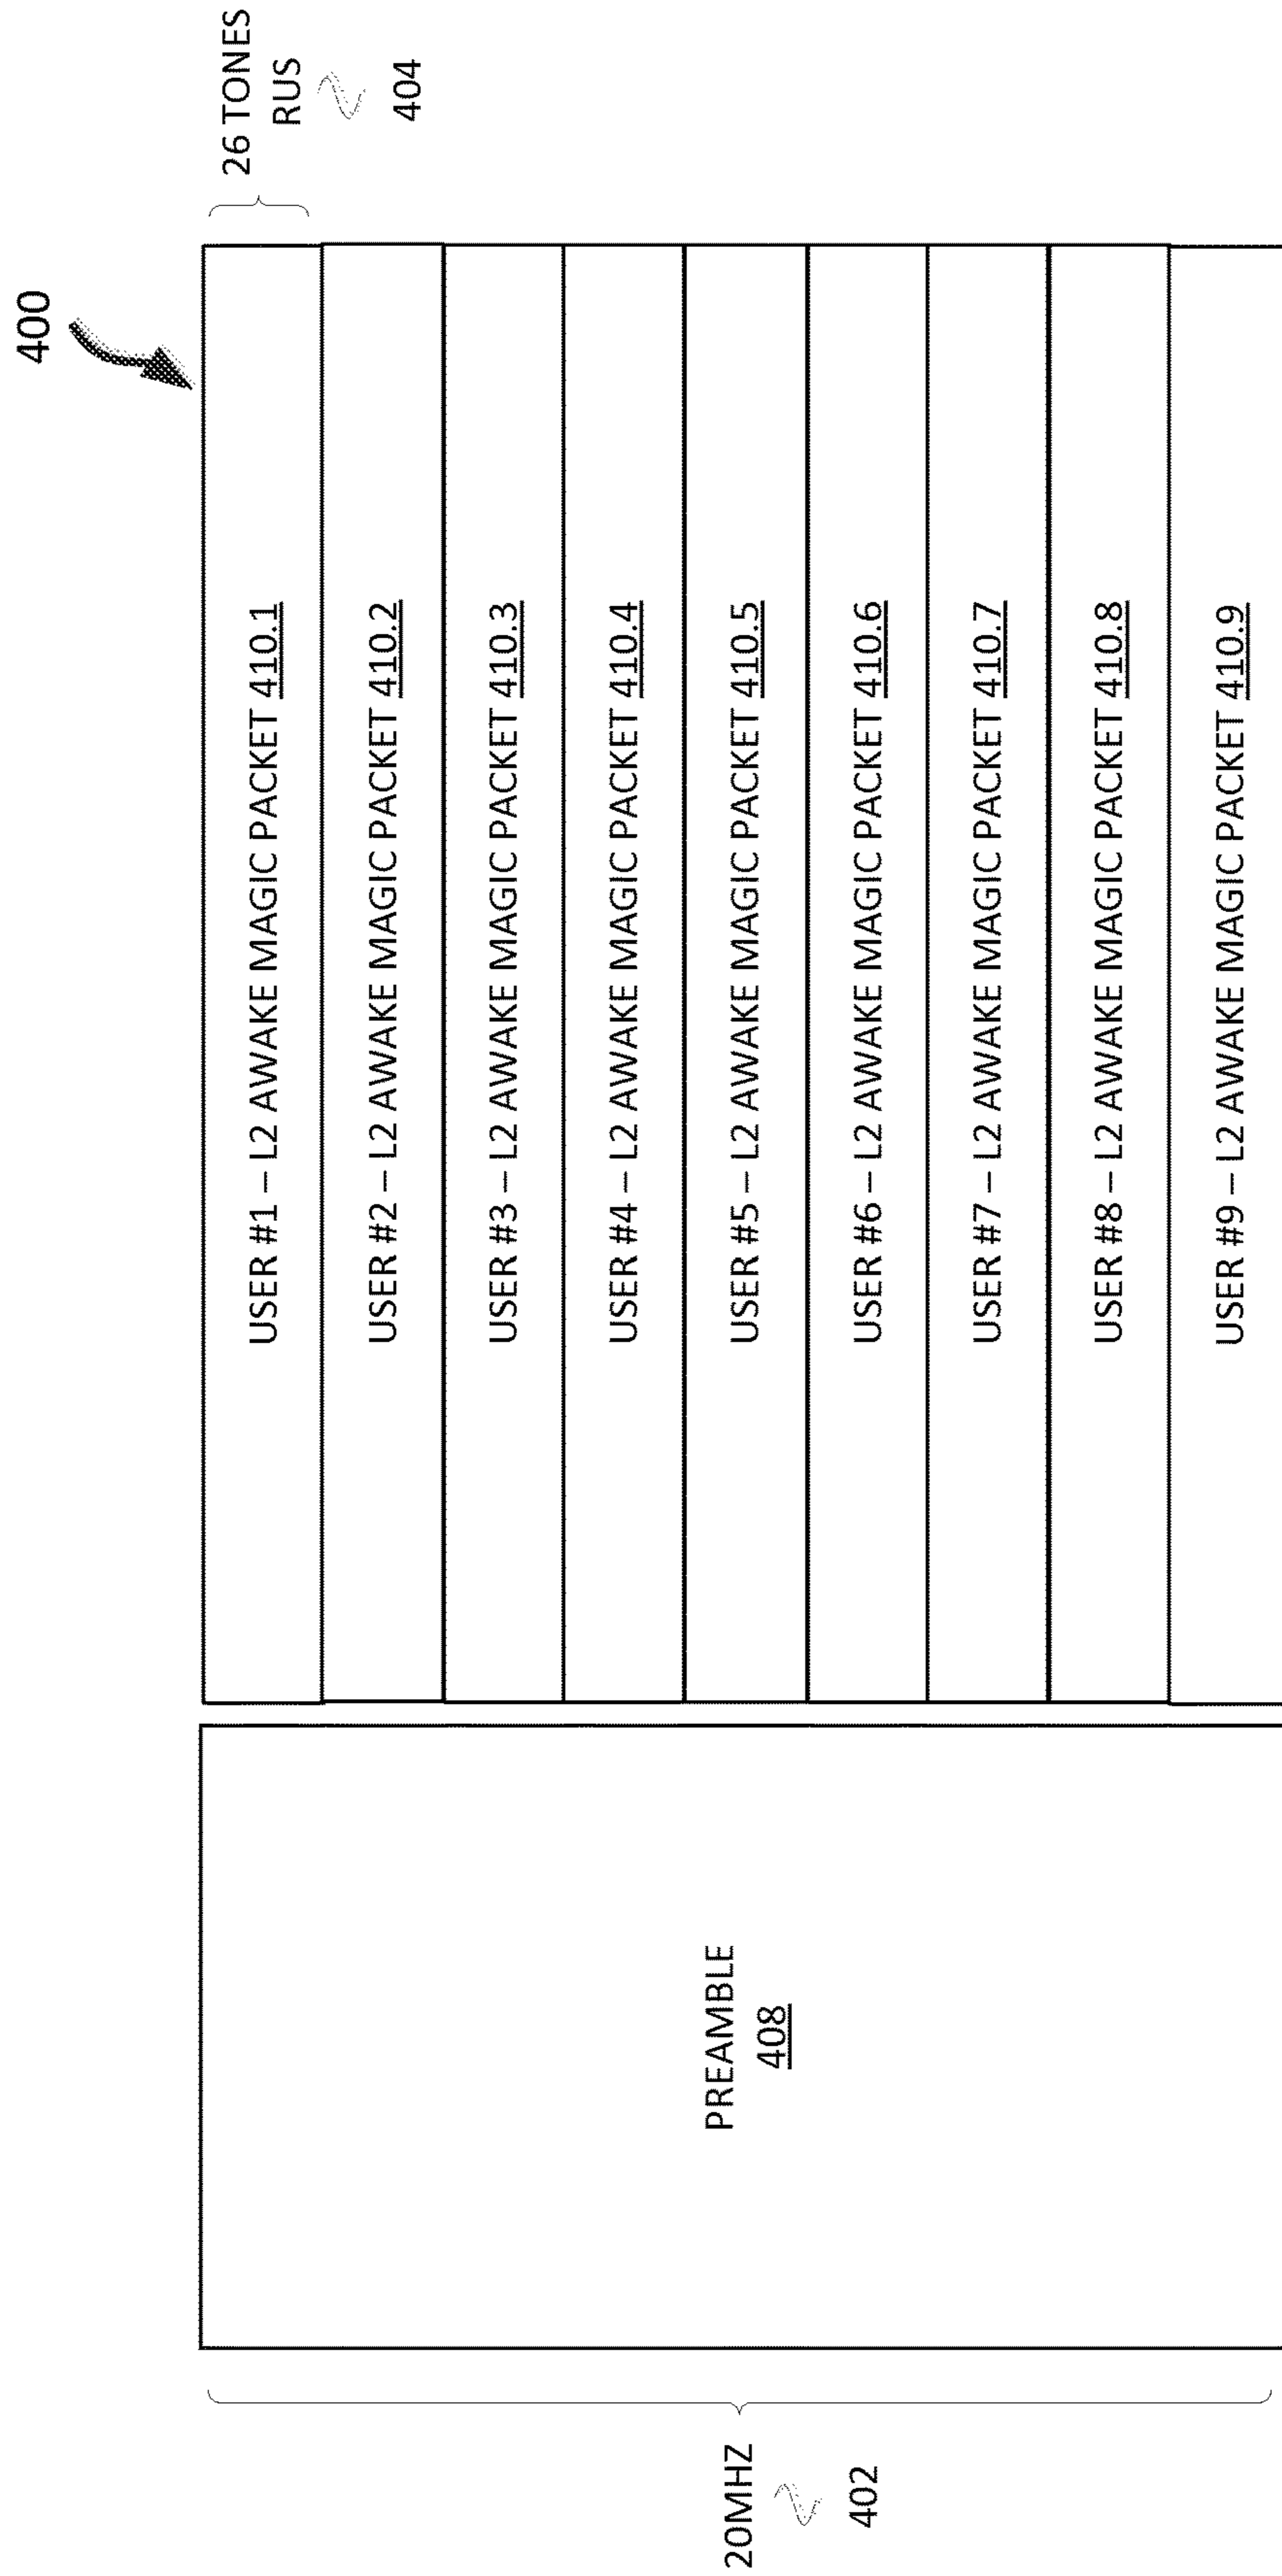 400
26 TONES
RUS
404
20MHZ
402
PREAMBLE
408
USER #1 – L2 AWAKE MAGIC PACKET 410.1
USER #2 – L2 AWAKE MAGIC PACKET 410.2
USER #3 – L2 AWAKE MAGIC PACKET 410.3
USER #4 – L2 AWAKE MAGIC PACKET 410.4
USER #5 – L2 AWAKE MAGIC PACKET 410.5
USER #6 – L2 AWAKE MAGIC PACKET 410.6
USER #7 – L2 AWAKE MAGIC PACKET 410.7
USER #8 – L2 AWAKE MAGIC PACKET 410.8
USER #9 – L2 AWAKE MAGIC PACKET 410.9